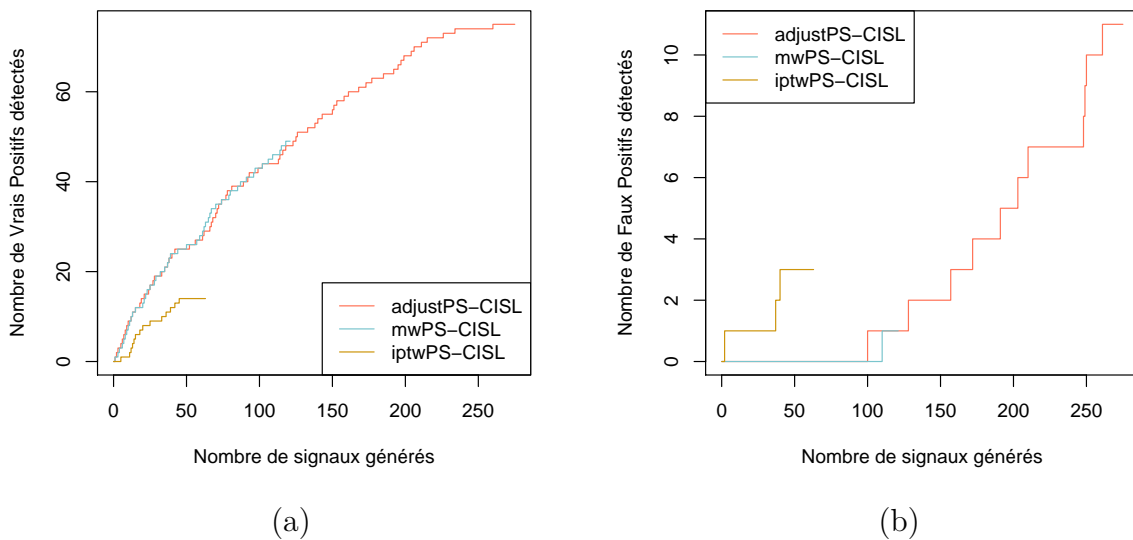 Nombre de Vrais Positifs détectés
60
40
20
0
adjustPS−CISL
mwPS−CISL
iptwPS−CISL
0 50 100 150 200 250
Nombre de signaux générés
(a)
Nombre de Faux Positifs détectés
10
8
6
4
2
0
adjustPS−CISL
mwPS−CISL
iptwPS−CISL
0 50 100 150 200 250
Nombre de signaux générés
(b)